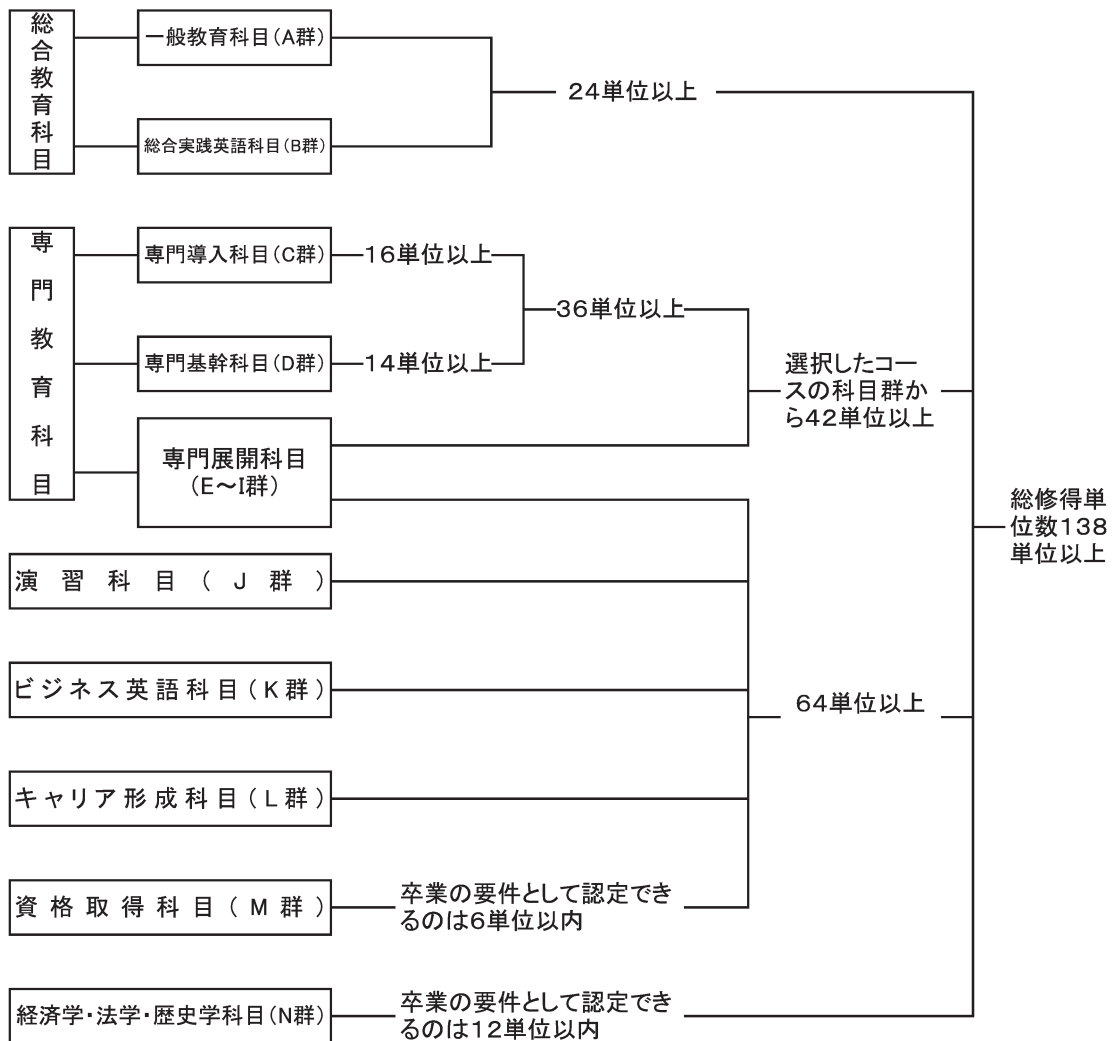 総合教育科目
一般教育科目(A群)
24単位以上
総合実践英語科目(B群)
専門教育科目
専門導入科目(C群)
16単位以上
36単位以上
専門基幹科目(D群)
14単位以上
選択したコー
スの科目群か
ら42単位以上
専門展開科目
(E～I群)
総修得単
位数138
単位以上
演習科目(J群)
ビジネス英語科目(K群)
64単位以上
キャリア形成科目(L群)
資格取得科目(M群)
卒業の要件として認定でき
るのは6単位以内
経済学・法学・歴史学科目(N群)
卒業の要件として認定でき
るのは12単位以内